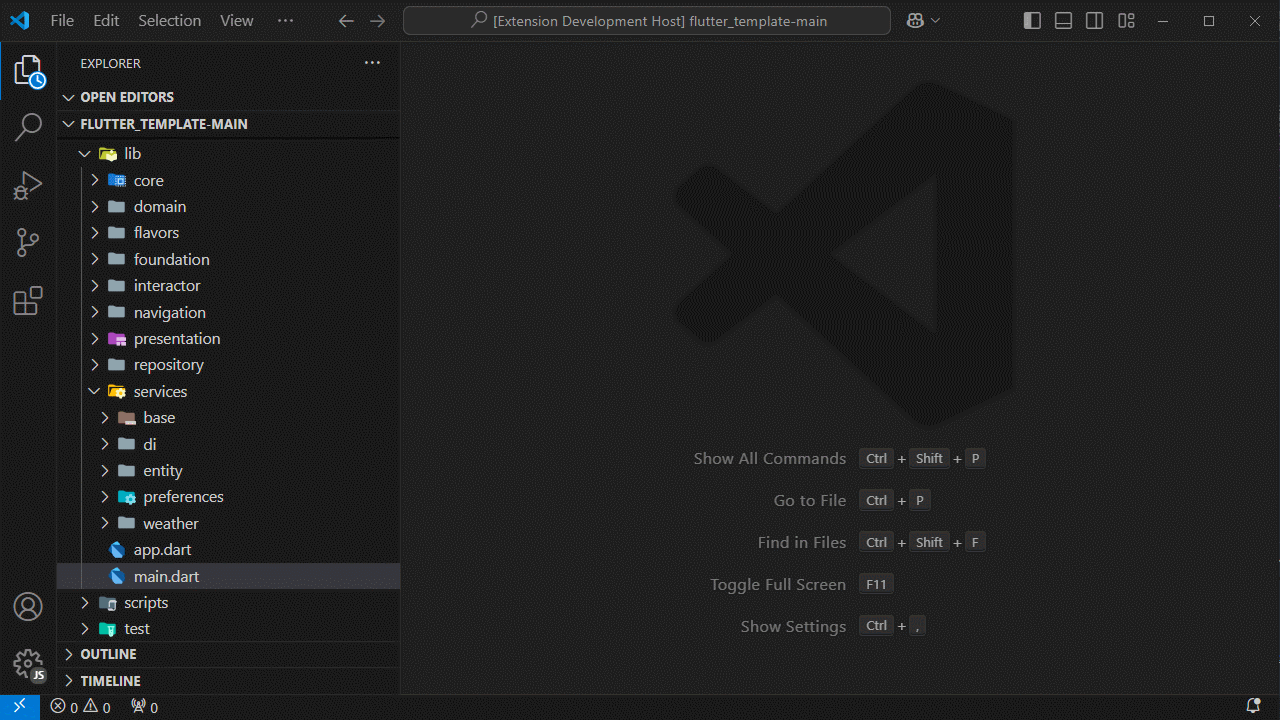 File Edit Selection View ···
[Extension Development Host] flutter_template-main
EXPLORER ···
OPEN EDITORS
FLUTTER_TEMPLATE-MAIN
lib
core
domain
flavors
foundation
interactor
navigation
presentation
repository
services
base
di
entity
preferences
weather
app.dart
main.dart
scripts
test
OUTLINE
TIMELINE
Show All Commands Ctrl + Shift + P
Go to File Ctrl + P
Find in Files Ctrl + Shift + F
Toggle Full Screen F11
Show Settings Ctrl + ,
JS
0 0 0